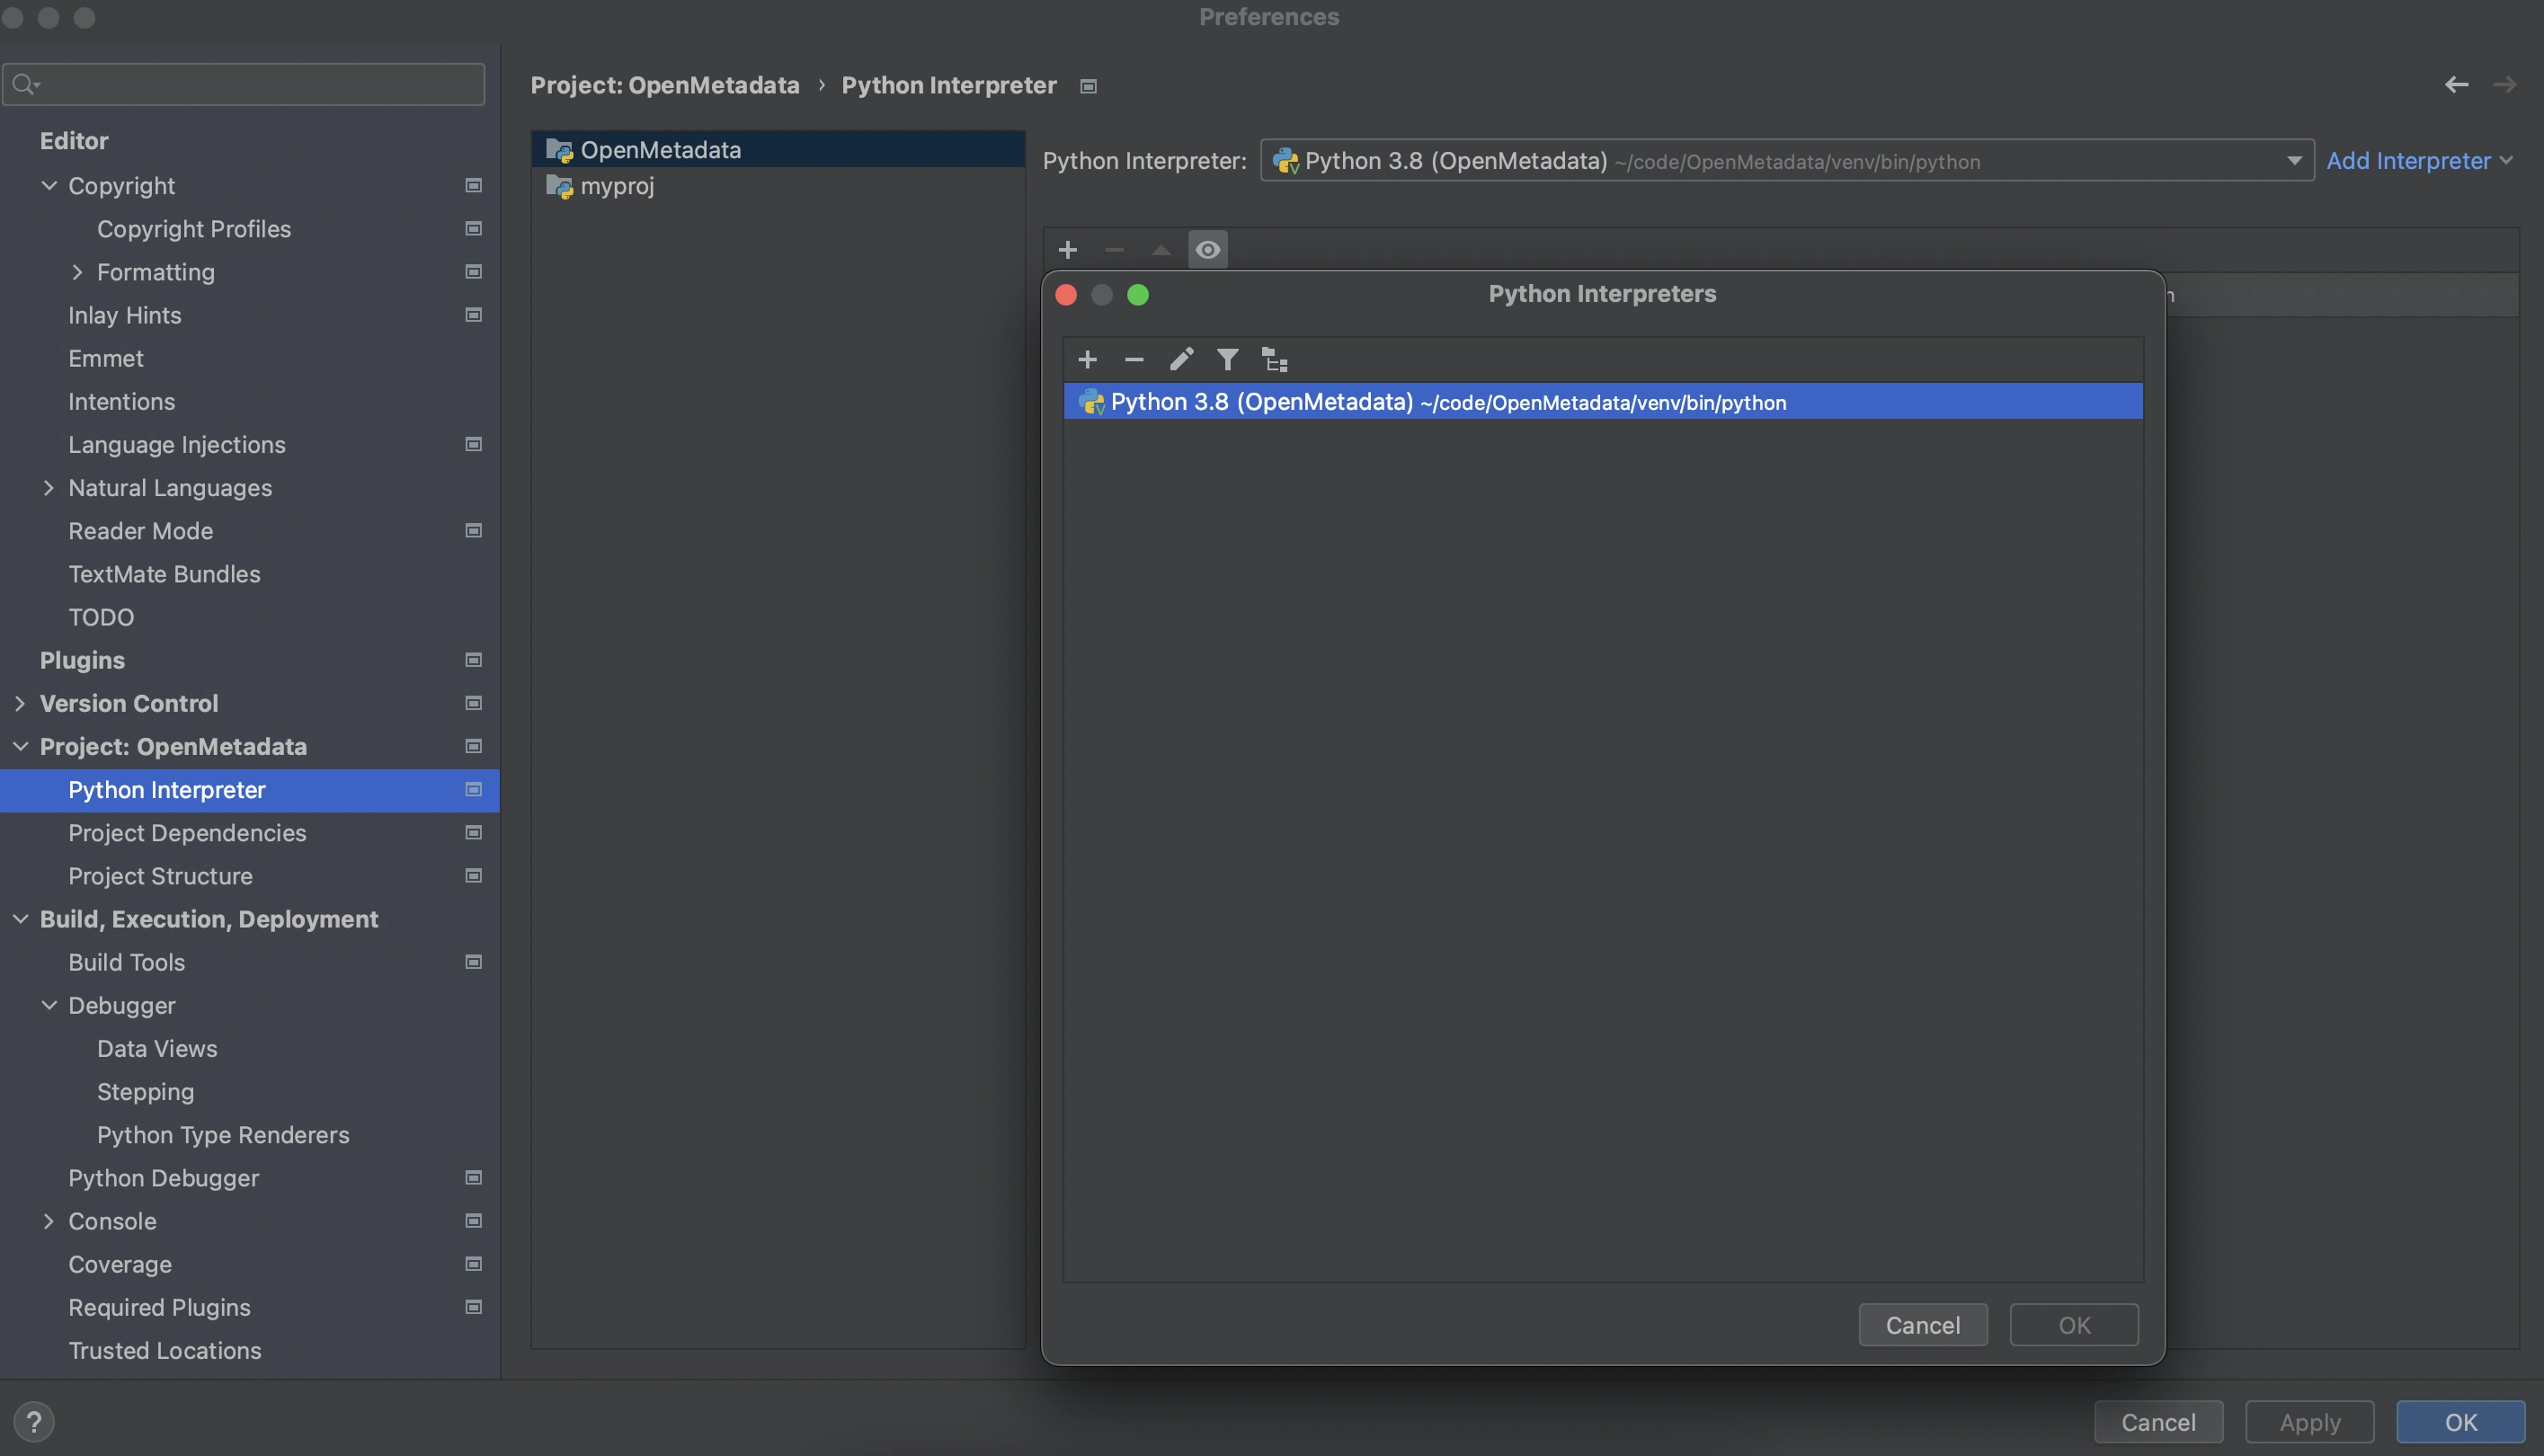 Preferences
Editor
Copyright
Copyright Profiles
Formatting
Inlay Hints
Emmet
Intentions
Language Injections
Natural Languages
Reader Mode
TextMate Bundles
TODO
Plugins
Version Control
Project: OpenMetadata
Python Interpreter
Project Dependencies
Project Structure
Build, Execution, Deployment
Build Tools
Debugger
Data Views
Stepping
Python Type Renderers
Python Debugger
Console
Coverage
Required Plugins
Trusted Locations
Project: OpenMetadata › Python Interpreter
OpenMetadata
myproj
Python Interpreter: Python 3.8 (OpenMetadata) ~/code/OpenMetadata/venv/bin/python Add Interpreter
Python Interpreters
Python 3.8 (OpenMetadata) ~/code/OpenMetadata/venv/bin/python
Cancel OK
? Cancel Apply OK